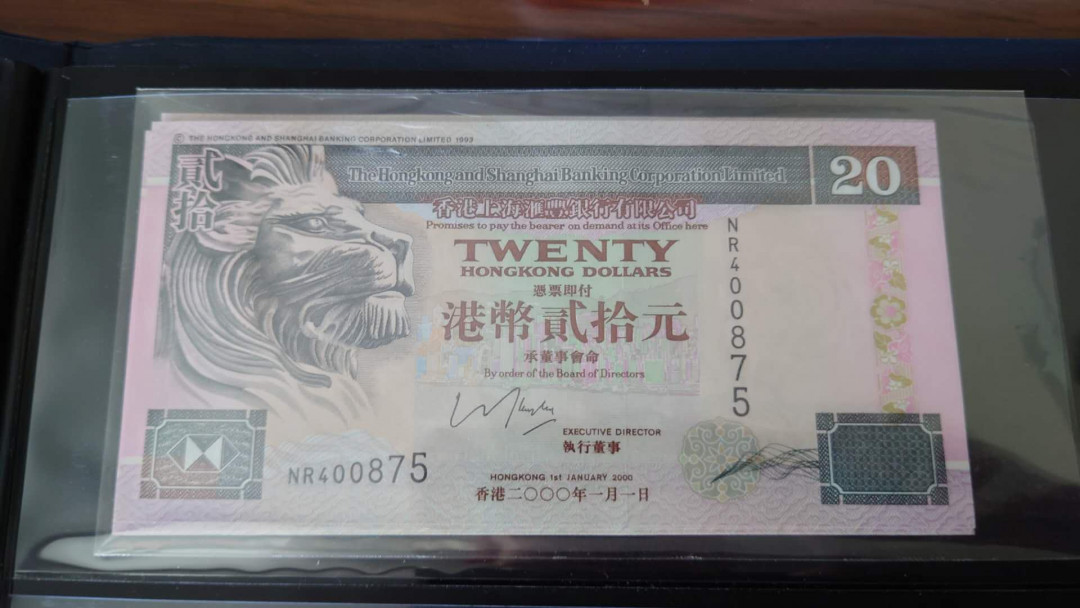 © THE HONGKONG AND SHANGHAI BANKING CORPORATION LIMITED 1993
貳拾
The Hongkong and Shanghai Banking Corporation Limited
20
香港上海滙豐銀行有限公司
Promises to pay the bearer on demand at its Office here
TWENTY
HONGKONG DOLLARS
憑票即付
港幣貳拾元
承董事會命
By order of the Board of Directors
NR400875
EXECUTIVE DIRECTOR
執行董事
NR400875
HONGKONG 1st JANUARY 2000
香港二〇〇〇年一月一日